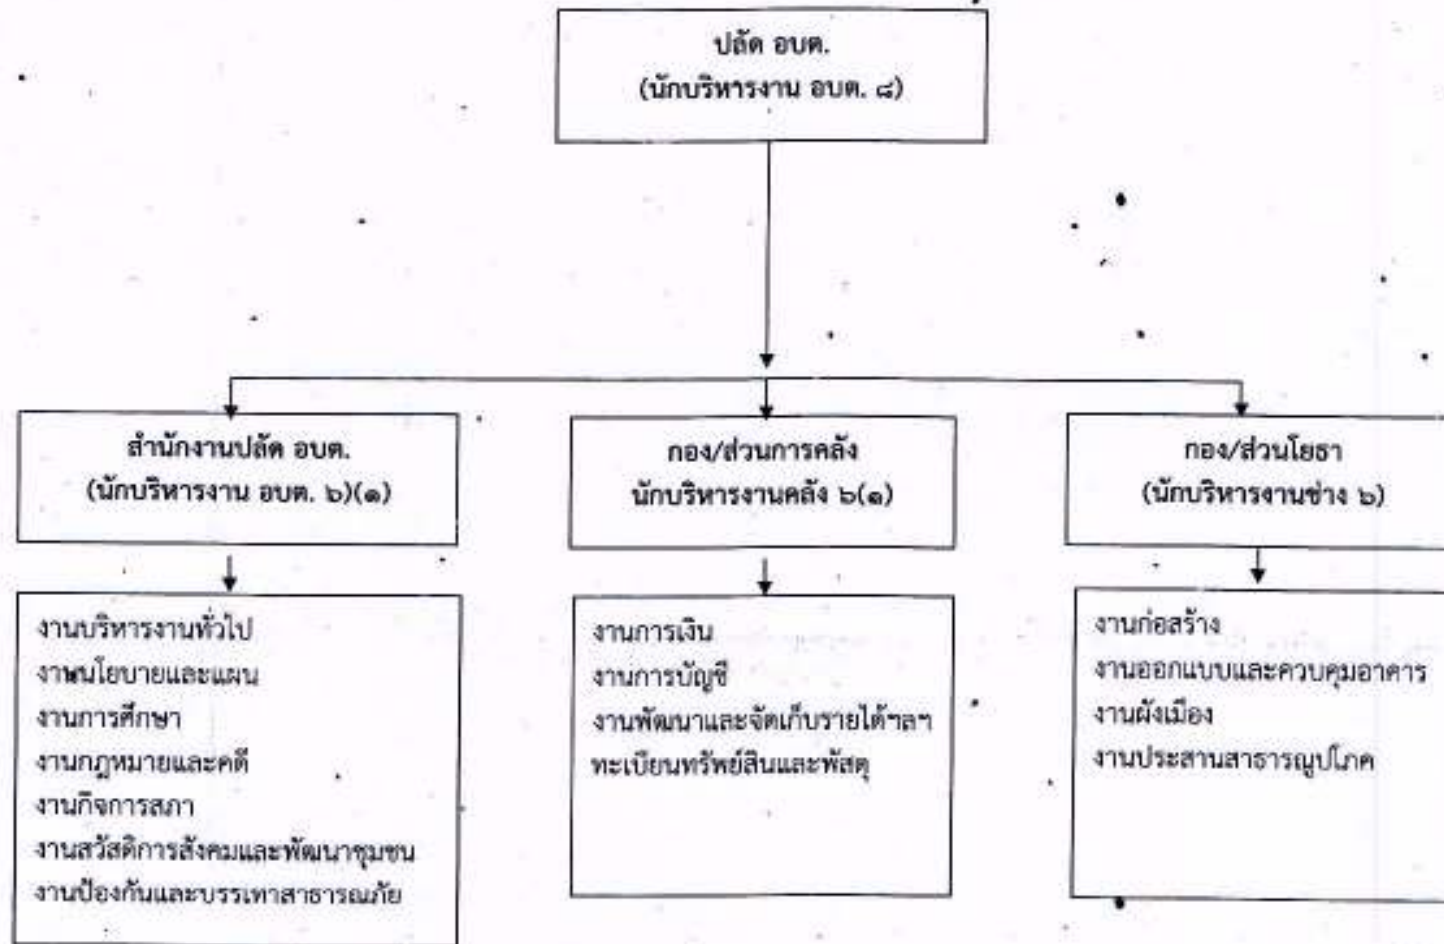 ปลัด อบต.
(นักบริหารงาน อบต. ๘)
สำนักงานปลัด อบต.
(นักบริหารงาน อบต. ๖)(๑)
กอง/ส่วนการคลัง
นักบริหารงานคลัง ๖(๑)
กอง/ส่วนโยธา
(นักบริหารงานช่าง ๖)
งานบริหารงานทั่วไป
งานนโยบายและแผน
งานการศึกษา
งานกฎหมายและคดี
งานกิจการสภา
งานสวัสดิการสังคมและพัฒนาชุมชน
งานป้องกันและบรรเทาสาธารณภัย
งานการเงิน
งานการบัญชี
งานพัฒนาและจัดเก็บรายได้ฯลฯ
ทะเบียนทรัพย์สินและพัสดุ
งานก่อสร้าง
งานออกแบบและควบคุมอาคาร
งานผังเมือง
งานประสานสาธารณูปโภค